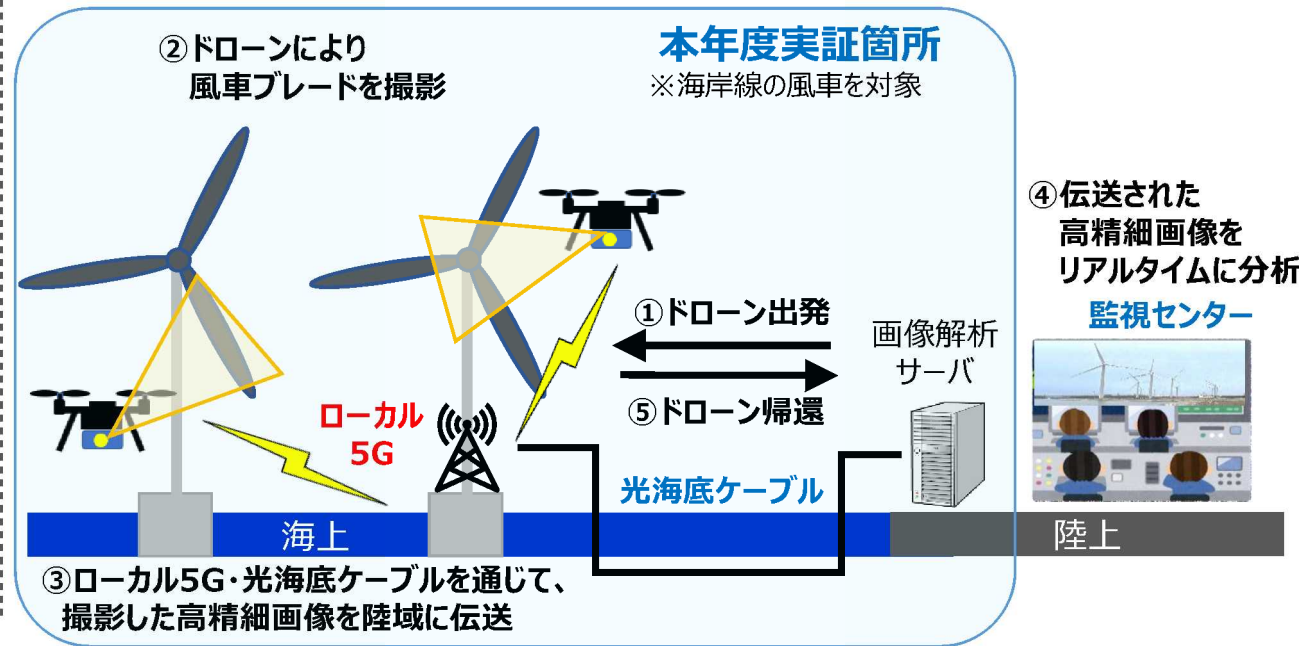 ②ドローンにより
風車ブレードを撮影
本年度実証箇所
※海岸線の風車を対象
④伝送された
高精細画像を
リアルタイムに分析
監視センター
①ドローン出発
画像解析
サーバ
⑤ドローン帰還
ローカル
5G
光海底ケーブル
海上
陸上
③ローカル5G・光海底ケーブルを通じて、
撮影した高精細画像を陸域に伝送